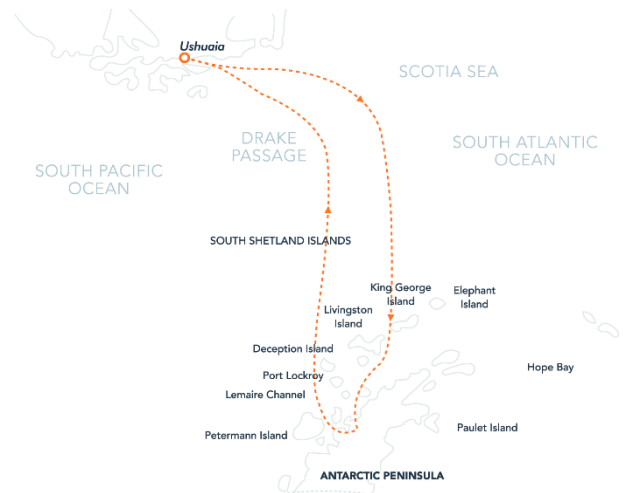 Ushuaia
SCOTIA SEA
DRAKE
PASSAGE
SOUTH ATLANTIC
OCEAN
SOUTH PACIFIC
OCEAN
SOUTH SHETLAND ISLANDS
King George
Island
Elephant
Island
Livingston
Island
Deception Island
Hope Bay
Port Lockroy
Lemaire Channel
Paulet Island
Petermann Island
ANTARCTIC PENINSULA